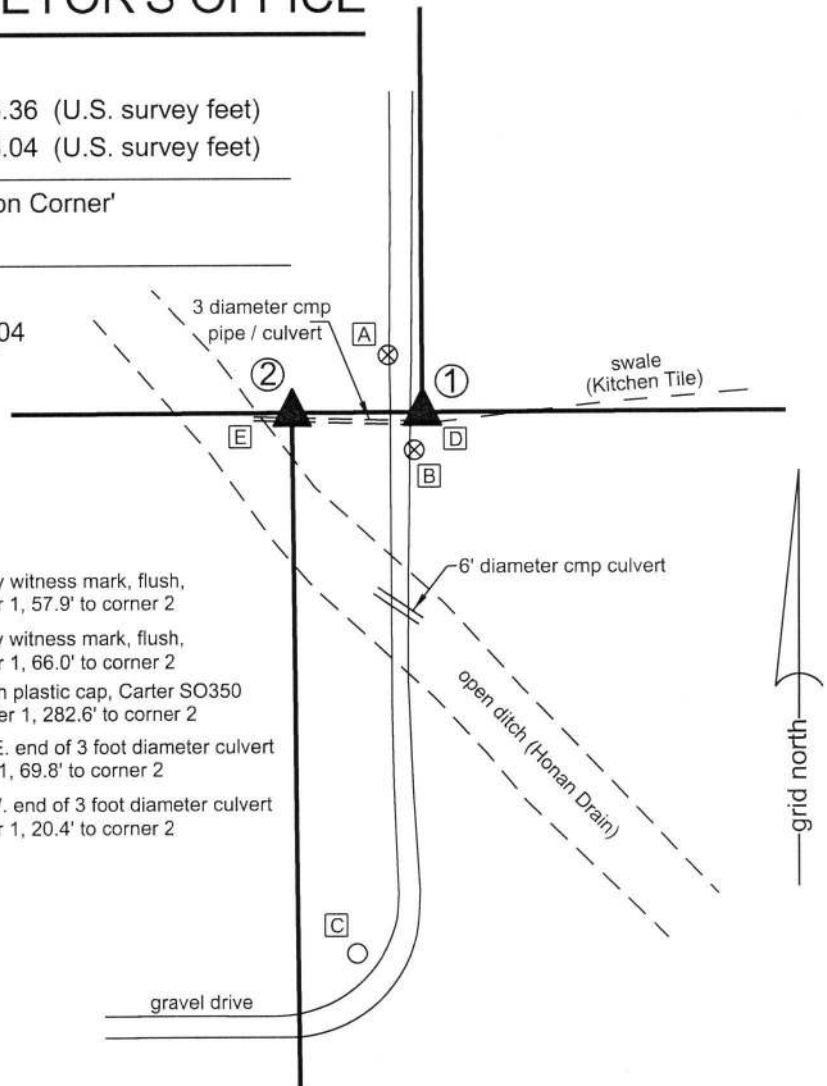 OFFICE
.36 (U.S. survey feet)
.04 (U.S. survey feet)
Corner'
04
3 diameter cmp
pipe / culvert
A
2
1
swale
(Kitchen Tile)
E
D
B
6' diameter cmp culvert
witness mark, flush,
1, 57.9' to corner 2
witness mark, flush,
1, 66.0' to corner 2
plastic cap, Carter SO350
1, 282.6' to corner 2
E. end of 3 foot diameter culvert
1, 69.8' to corner 2
end of 3 foot diameter culvert
1, 20.4' to corner 2
open ditch (Honan Drain)
grid north
C
gravel drive